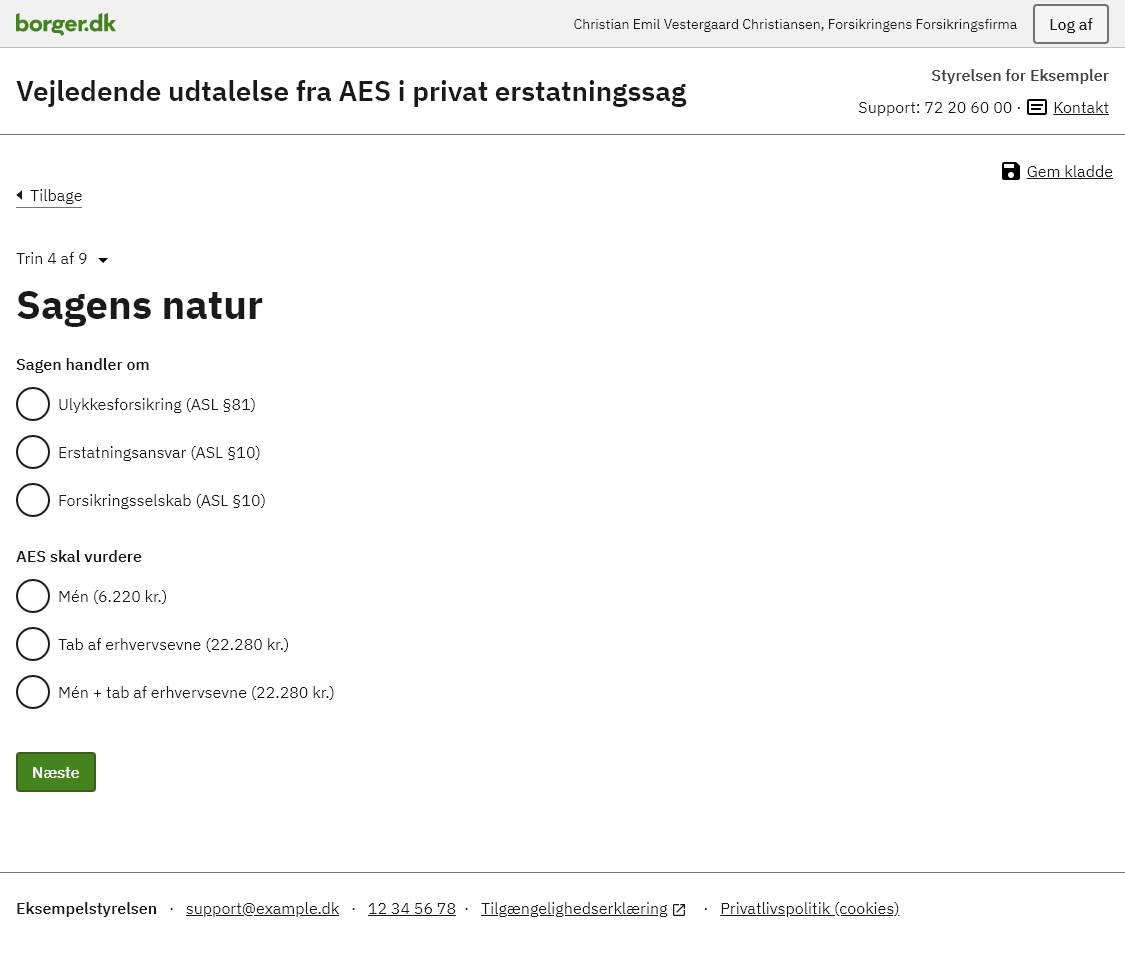 borger.dk
Christian Emil Vestergaard Christiansen, Forsikringens Forsikringsfirma
Log af
Vejledende udtalelse fra AES i privat erstatningssag
Styrelsen for Eksempler
Support: 72 20 60 00 · Kontakt
Gem kladde
Tilbage
Trin 4 af 9
Sagens natur
Sagen handler om
Ulykkesforsikring (ASL §81)
Erstatningsansvar (ASL §10)
Forsikringsselskab (ASL §10)
AES skal vurdere
Mén (6.220 kr.)
Tab af erhvervsevne (22.280 kr.)
Mén + tab af erhvervsevne (22.280 kr.)
Næste
Eksempelstyrelsen · support@example.dk · 12 34 56 78 · Tilgængelighedserklæring · Privatlivspolitik (cookies)